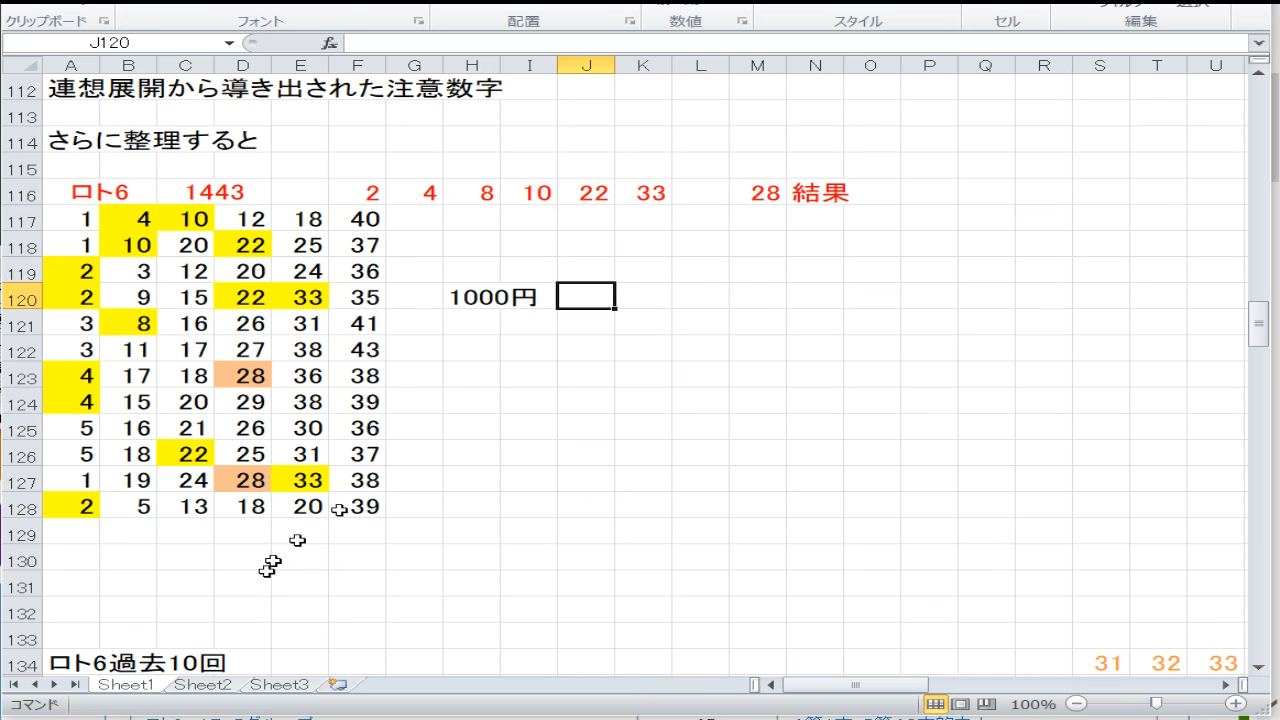 クリップボード フォント 配置 数値 スタイル セル 編集
J120 fx
A B C D E F G H I J K L M N O P Q R S T U
112 連想展開から導き出された注意数字
113
114 さらに整理すると
115
116 ロト6 1443 2 4 8 10 22 33 28 結果
117 1 4 10 12 18 40
118 1 10 20 22 25 37
119 2 3 12 20 24 36
120 2 9 15 22 33 35 1000円
121 3 8 16 26 31 41
122 3 11 17 27 38 43
123 4 17 18 28 36 38
124 4 15 20 29 38 39
125 5 16 21 26 30 36
126 5 18 22 25 31 37
127 1 19 24 28 33 38
128 2 5 13 18 20 39
129
130
131
132
133
134 ロト6過去10回 31 32 33
Sheet1 Sheet2 Sheet3
コマンド 100%